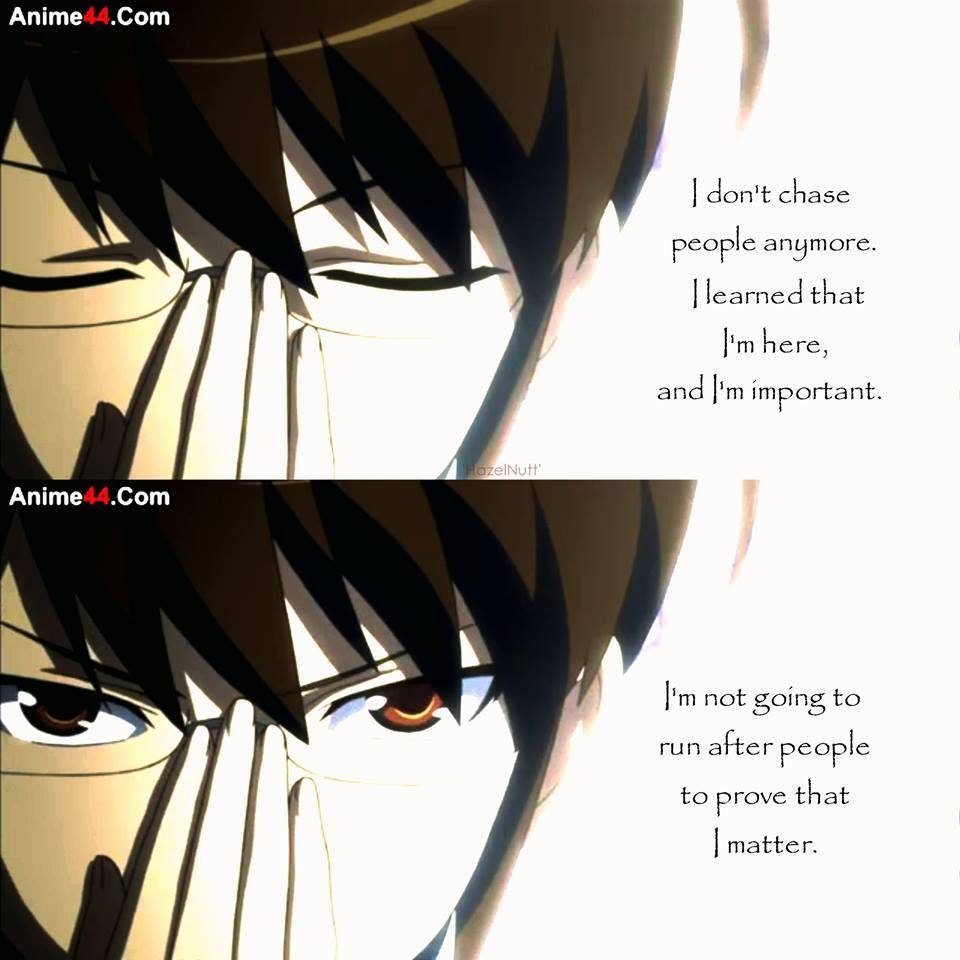 Anime44.Com
I don't chase
people anymore.
I learned that
I'm here,
and I'm important.
'HazelNutt'
Anime44.Com
I'm not going to
run after people
to prove that
I matter.